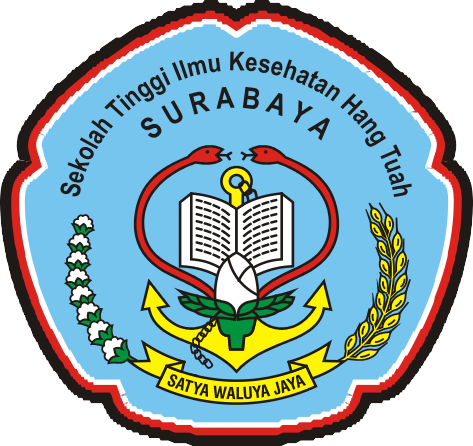 Sekolah Tinggi Ilmu Kesehatan Hang Tuah
SURABAYA
SATYA WALUYA JAYA